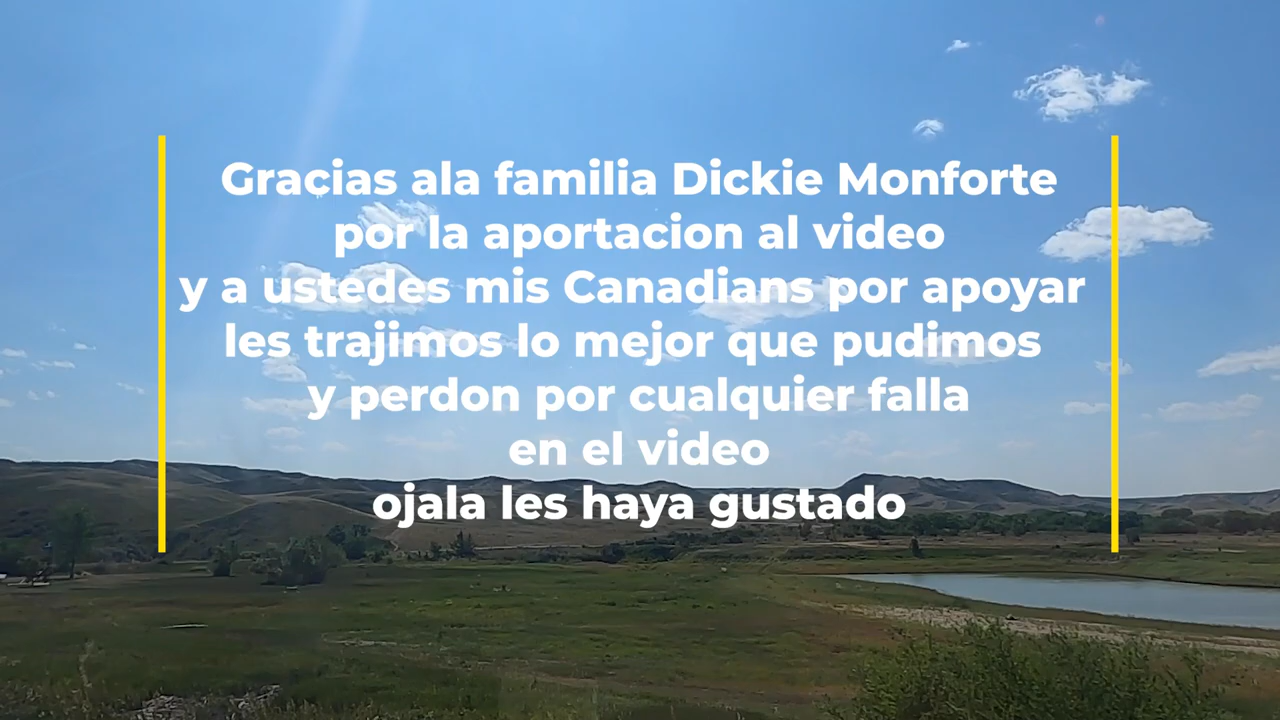 Gracias ala familia Dickie Monforte
por la aportacion al video
y a ustedes mis Canadians por apoyar
les trajimos lo mejor que pudimos
y perdon por cualquier falla
en el video
ojala les haya gustado